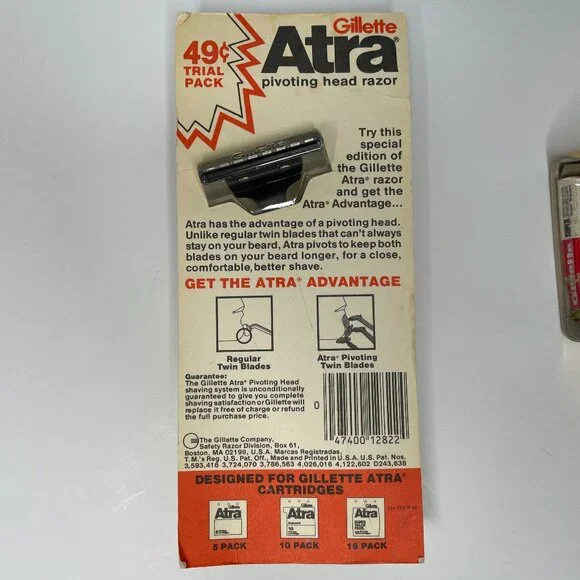 Gillette
49¢
TRIAL
PACK
Atra®
pivoting head razor
Try this
special
edition of
the Gillette
Atra® razor
and get the
Atra® Advantage...
Atra has the advantage of a pivoting head.
Unlike regular twin blades that can't always
stay on your beard, Atra pivots to keep both
blades on your beard longer, for a close,
comfortable, better shave.
GET THE ATRA® ADVANTAGE
Regular
Twin Blades
Atra® Pivoting
Twin Blades
Guarantee:
The Gillette Atra® Pivoting Head
shaving system is unconditionally
guaranteed to give you complete
shaving satisfaction or Gillette will
replace it free of charge or refund
the full purchase price.
0
47400 12822
The Gillette Company,
Safety Razor Division, Box 61,
Boston, MA 02199, U.S.A. Marcas Registradas.
T.M.'s Reg. U.S. Pat. Off., Made and Printed in U.S.A. U.S. Pat. Nos.
3,593,416 3,724,070 3,786,563 4,026,016 4,122,602 D243,638
DESIGNED FOR GILLETTE ATRA®
CARTRIDGES
Gillette
Atra
Gillette
Atra
10
Gillette
Atra
5 PACK
10 PACK
15 PACK
Gillette
SUPER